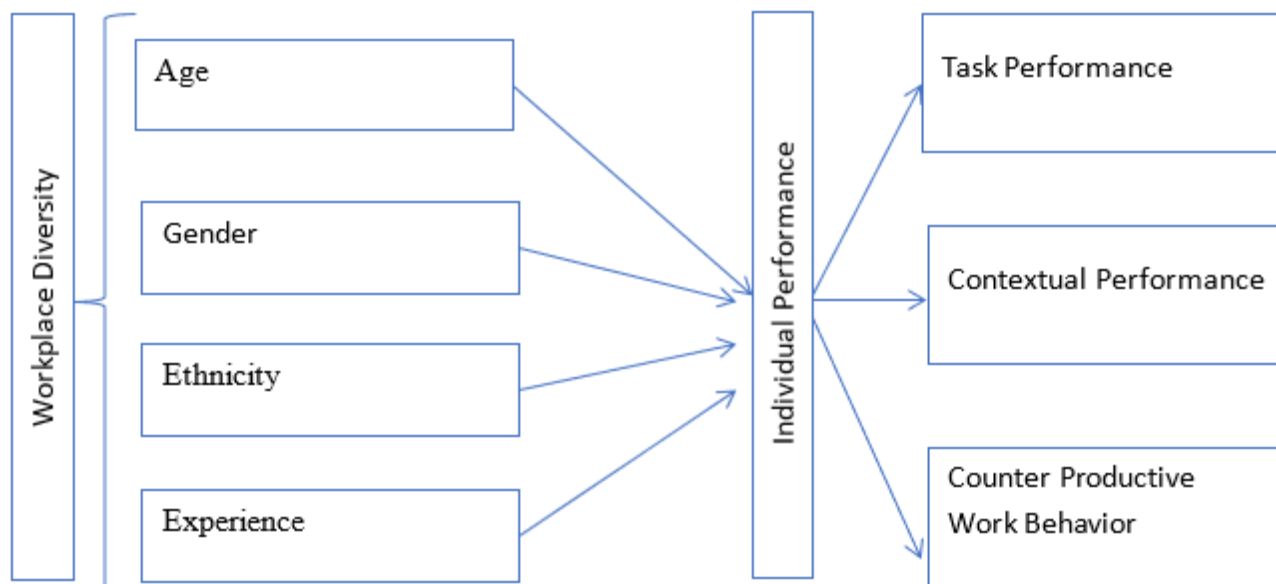 Workplace Diversity
Age
Gender
Ethnicity
Experience
Individual Performance
Task Performance
Contextual Performance
Counter Productive
Work Behavior